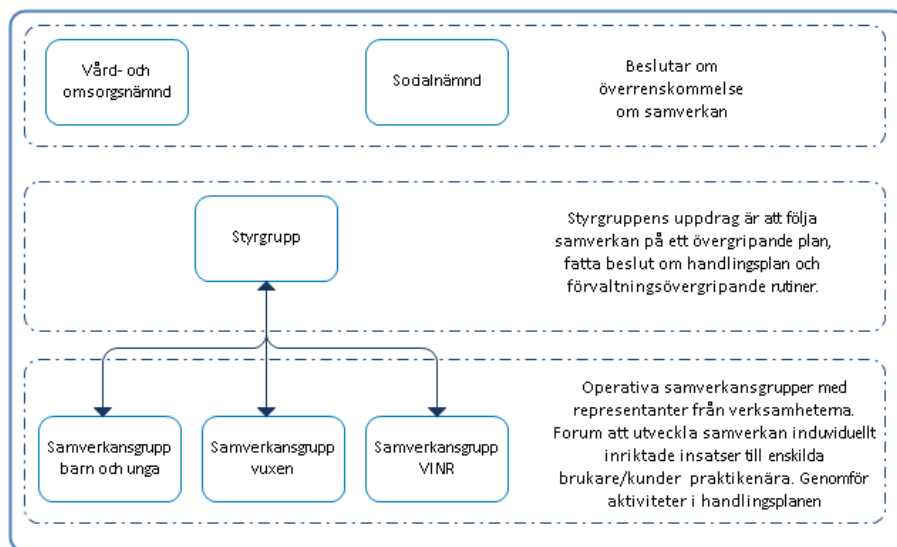 Vård- och
omsorgsnämnd
Socialnämnd
Beslutar om
överrenskommelse
om samverkan
Styrgrupp
Styrgruppens uppdrag är att följa
samverkan på ett övergripande plan,
fatta beslut om handlingsplan och
förvaltningsövergripande rutiner.
Samverkansgrupp
barn och unga
Samverkansgrupp
vuxen
Samverkansgrupp
VINR
Operativa samverkansgrupper med
representanter från verksamheterna.
Forum att utveckla samverkan induviduellt
inriktade insatser till enskilda
brukare/kunder praktikenära. Genomför
aktiviteter i handlingsplanen